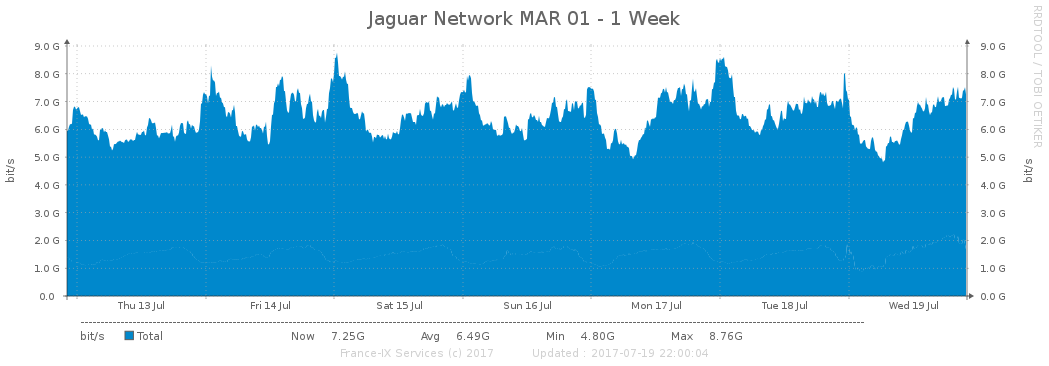 Jaguar Network MAR 01 - 1 Week
RRDTOOL / TOBI OETIKER
9.0 G 9.0 G
8.0 G 8.0 G
7.0 G 7.0 G
6.0 G 6.0 G
5.0 G 5.0 G
4.0 G 4.0 G
3.0 G 3.0 G
2.0 G 2.0 G
1.0 G 1.0 G
0.0 0.0 G
bit/s bit/s
Thu 13 Jul Fri 14 Jul Sat 15 Jul Sun 16 Jul Mon 17 Jul Tue 18 Jul Wed 19 Jul
bit/s Total Now 7.25G Avg 6.49G Min 4.80G Max 8.76G
France-IX Services (c) 2017 Updated : 2017-07-19 22:00:04